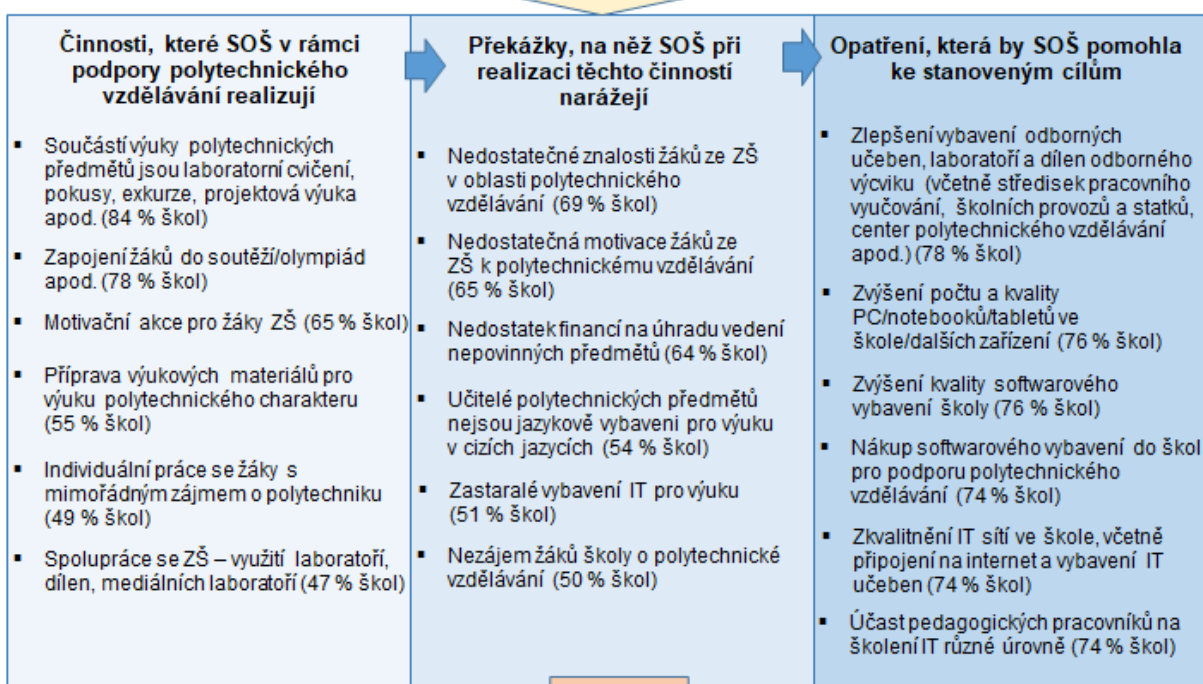 Činnosti, které SOŠ v rámci
podpory polytechnického
vzdělávání realizují
▪ Součástí výuky polytechnických
předmětů jsou laboratorní cvičení,
pokusy, exkurze, projektová výuka
apod. (84 % škol)
▪ Zapojení žáků do soutěží/olympiád
apod. (78 % škol)
▪ Motivační akce pro žáky ZŠ (65 % škol)
▪ Příprava výukových materiálů pro
výuku polytechnického charakteru
(55 % škol)
▪ Individuální práce se žáky s
mimořádným zájmem o polytechniku
(49 % škol)
▪ Spolupráce se ZŠ – využití laboratoří,
dílen, mediálních laboratoří (47 % škol)
Překážky, na něž SOŠ při
realizaci těchto činností
narážejí
▪ Nedostatečné znalosti žáků ze ZŠ
v oblasti polytechnického
vzdělávání (69 % škol)
▪ Nedostatečná motivace žáků ze
ZŠ k polytechnickému vzdělávání
(65 % škol)
▪ Nedostatek financí na úhradu vedení
nepovinných předmětů (64 % škol)
▪ Učitelé polytechnických předmětů
nejsou jazykově vybaveni pro výuku
v cizích jazycích (54 % škol)
▪ Zastaralé vybavení IT pro výuku
(51 % škol)
▪ Nezájem žáků školy o polytechnické
vzdělávání (50 % škol)
Opatření, která by SOŠ pomohla
ke stanoveným cílům
▪ Zlepšení vybavení odborných
učeben, laboratoří a dílen odborného
výcviku (včetně středisek pracovního
vyučování, školních provozů a statků,
center polytechnického vzdělávání
apod.) (78 % škol)
▪ Zvýšení počtu a kvality
PC/notebooků/tabletů ve
škole/dalších zařízení (76 % škol)
▪ Zvýšení kvality softwarového
vybavení školy (76 % škol)
▪ Nákup softwarového vybavení do škol
pro podporu polytechnického
vzdělávání (74 % škol)
▪ Zkvalitnění IT sítí ve škole, včetně
připojení na internet a vybavení IT
učeben (74 % škol)
▪ Účast pedagogických pracovníků na
školení IT různé úrovně (74 % škol)